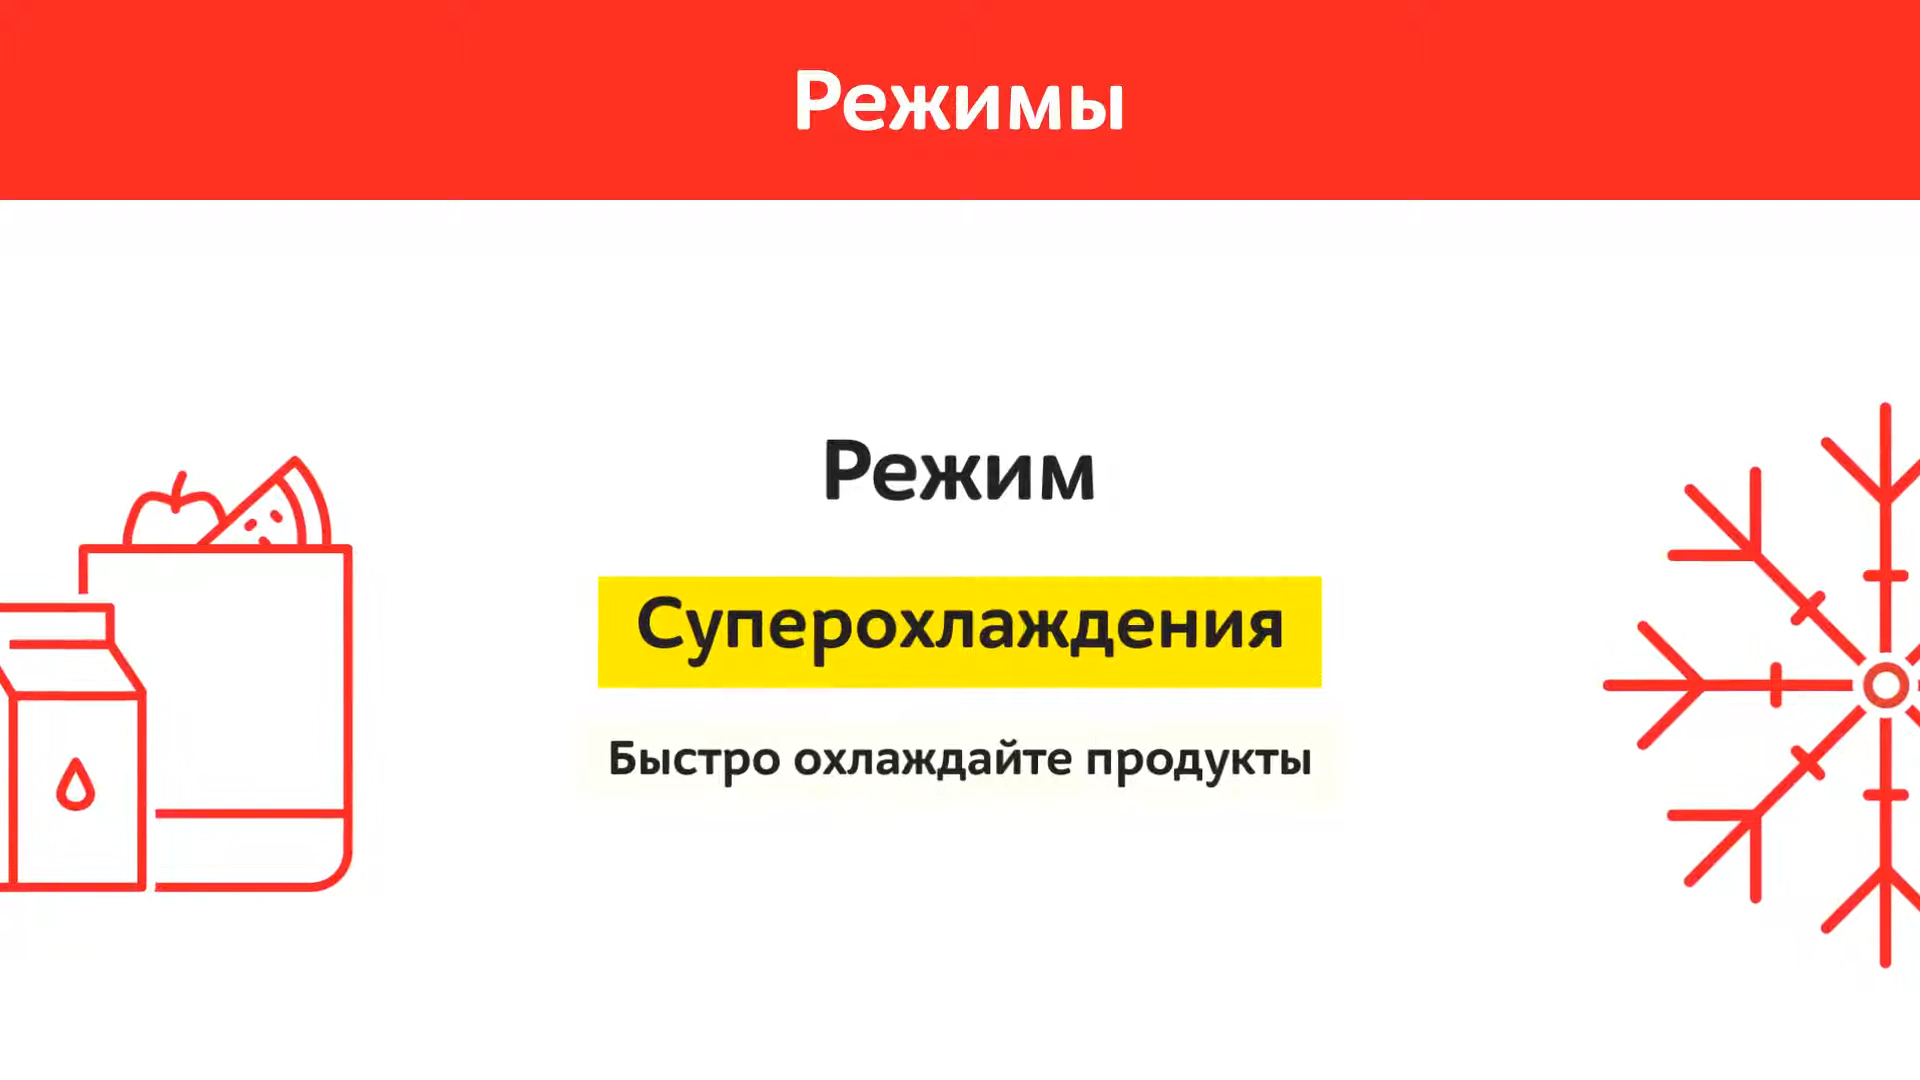 Режимы
Режим
Суперохлаждения
Быстро охлаждайте продукты